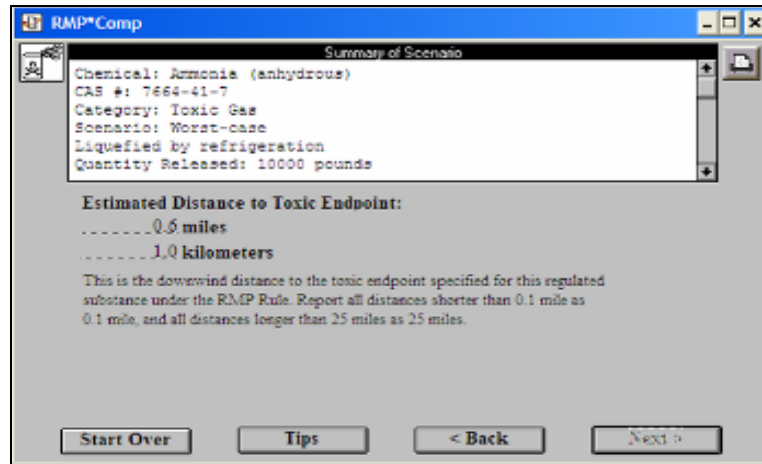 RMP*Comp
Summary of Scenario
Chemical: Ammonia (anhydrous)
CAS #: 7664-41-7
Category: Toxic Gas
Scenario: Worst-case
Liquefied by refrigeration
Quantity Released: 10000 pounds
Estimated Distance to Toxic Endpoint:
0.6 miles
1.0 kilometers
This is the downwind distance to the toxic endpoint specified for this regulated
substance under the RMP Rule. Report all distances shorter than 0.1 mile as
0.1 mile, and all distances longer than 25 miles as 25 miles.
Start Over
Tips
< Back
Next >